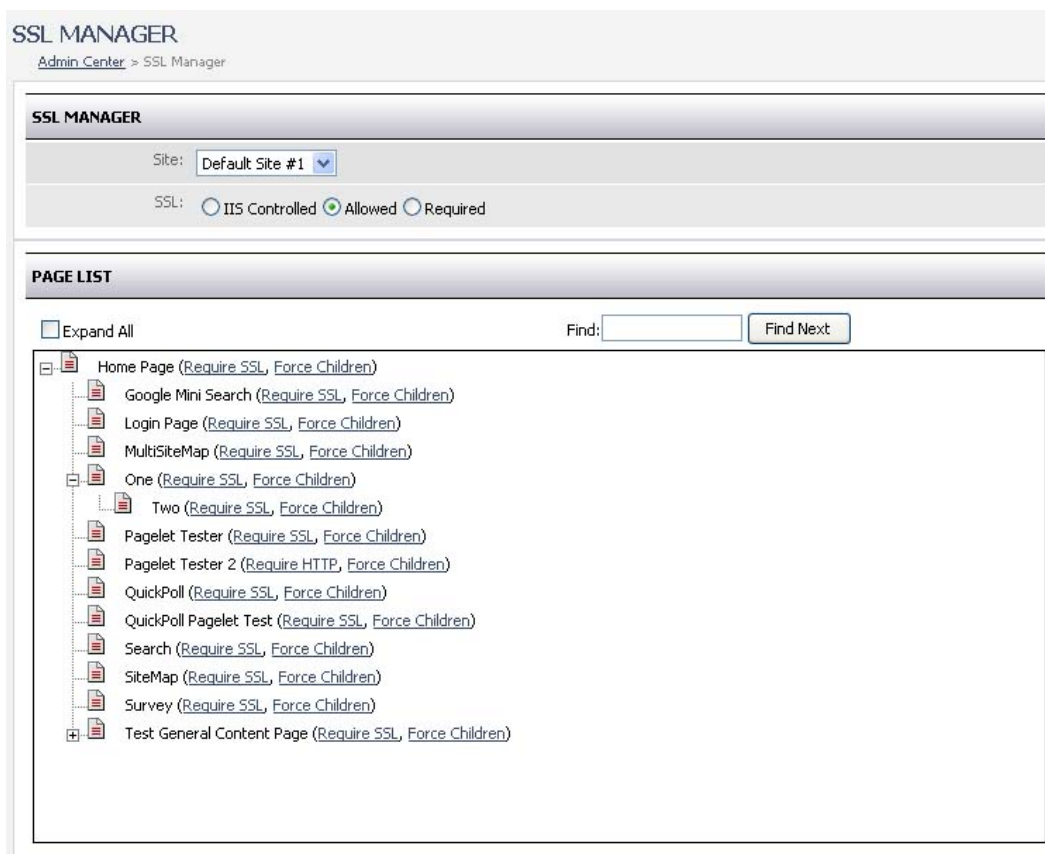 SSL MANAGER
Admin Center > SSL Manager
SSL MANAGER
Site: Default Site #1
SSL: IIS Controlled Allowed Required
PAGE LIST
Expand All Find: Find Next
Home Page (Require SSL, Force Children)
Google Mini Search (Require SSL, Force Children)
Login Page (Require SSL, Force Children)
MultiSiteMap (Require SSL, Force Children)
One (Require SSL, Force Children)
Two (Require SSL, Force Children)
Pagelet Tester (Require SSL, Force Children)
Pagelet Tester 2 (Require HTTP, Force Children)
QuickPoll (Require SSL, Force Children)
QuickPoll Pagelet Test (Require SSL, Force Children)
Search (Require SSL, Force Children)
SiteMap (Require SSL, Force Children)
Survey (Require SSL, Force Children)
Test General Content Page (Require SSL, Force Children)